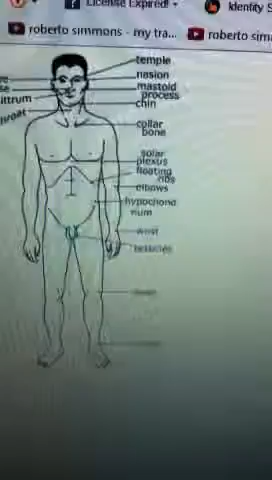 License Expired!
Identity S
roberto simmons - my tra...
roberto sim
temple
nasion
mastoid
process
chin
ittrum
hroat
collar
bone
solar
plexus
floating
ribs
elbows
hypochond
rium
wrist
testicles